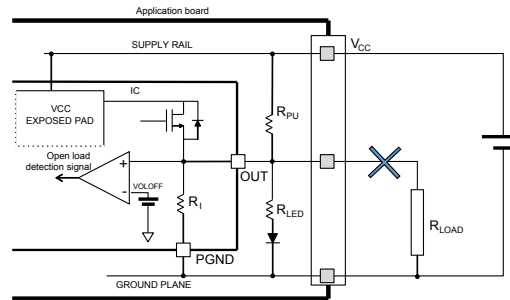 Application board
SUPPLY RAIL
VCC
IC
VCC
EXPOSED PAD
RPU
Open load
detection signal
+
-
VOLOFF
OUT
RI
RLED
RLOAD
PGND
GROUND PLANE